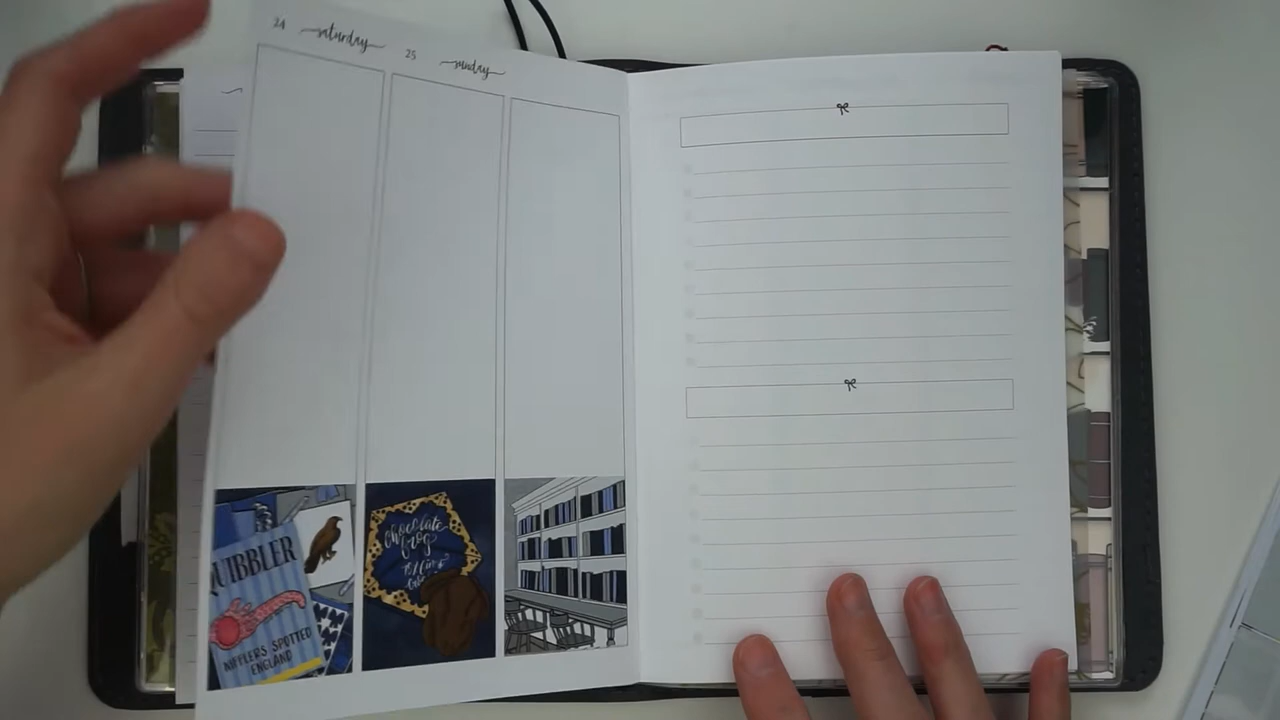 24 saturday
25 sunday
QUIBBLER
NIFFLERS SPOTTED
ENGLAND
chocolate
frog